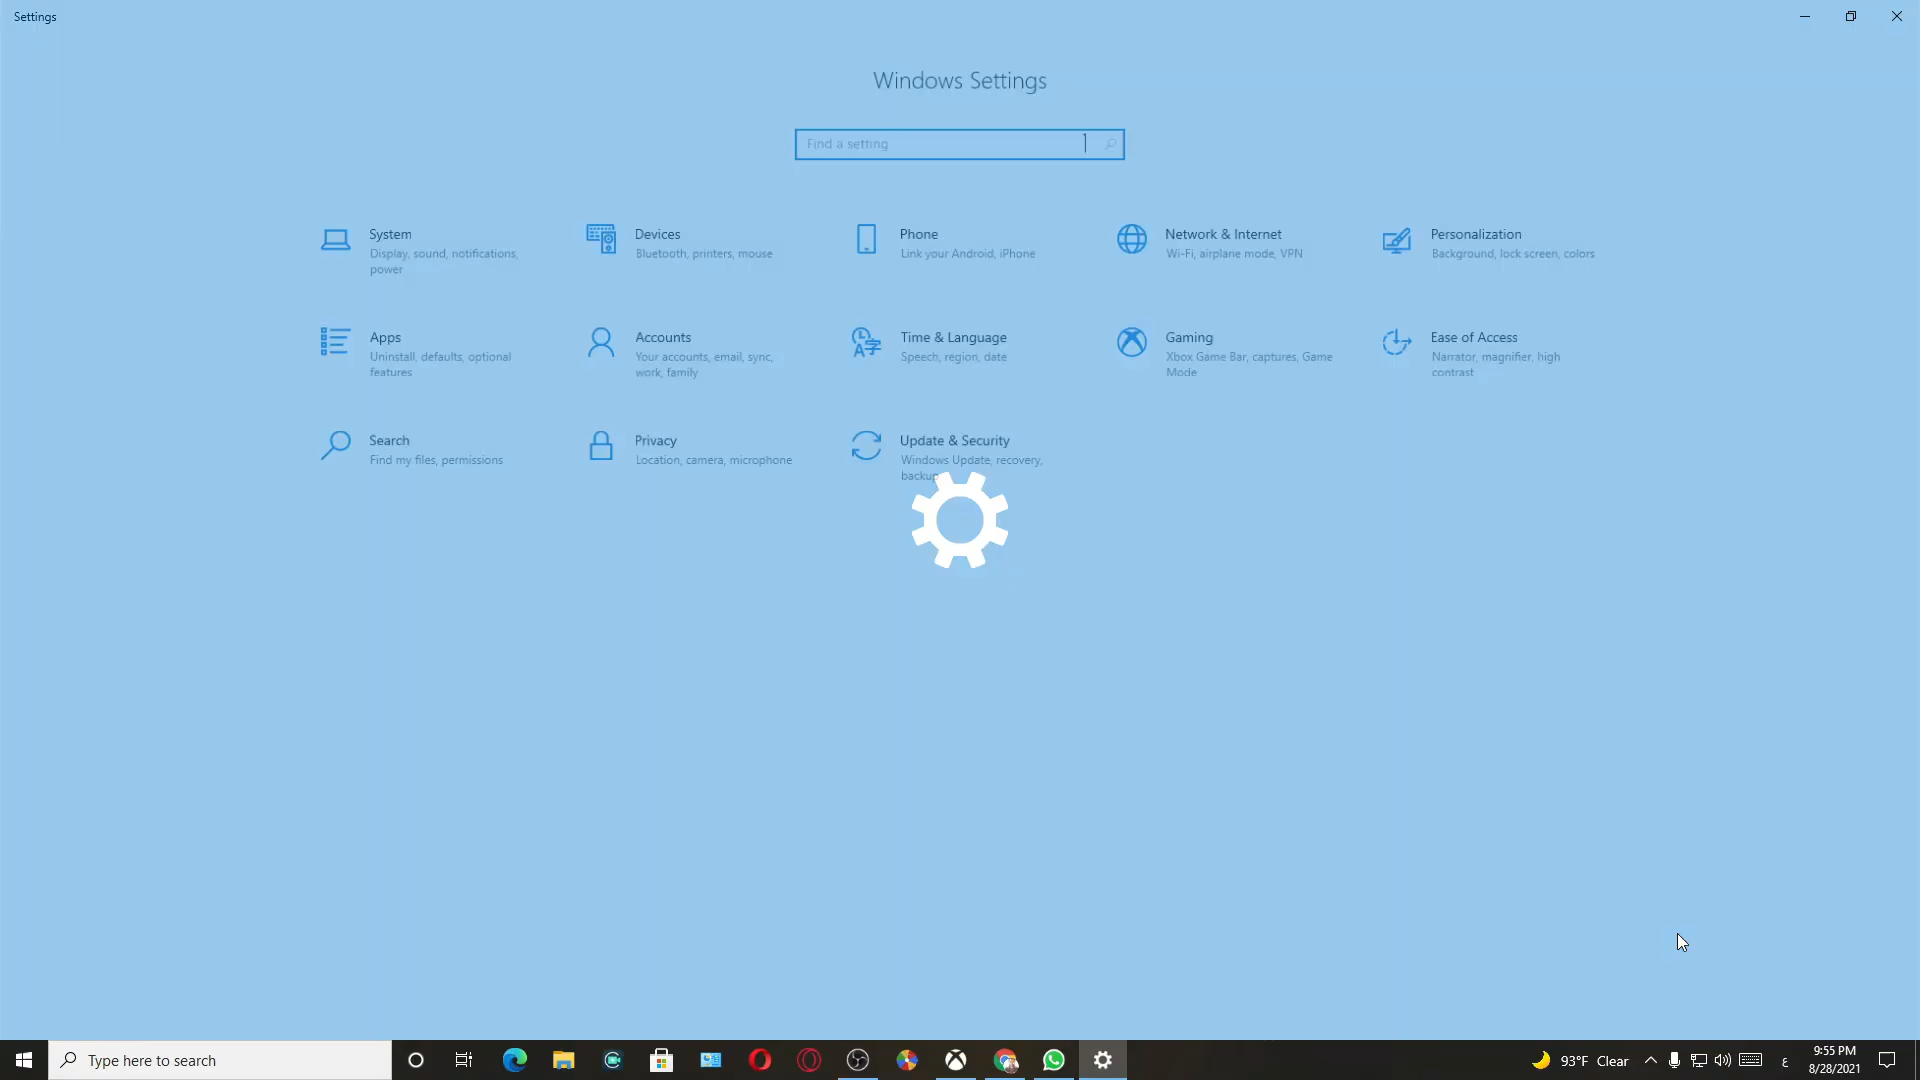 Settings
Windows Settings
Find a setting
System
Display, sound, notifications,
power
Devices
Bluetooth, printers, mouse
Phone
Link your Android, iPhone
Network & Internet
Wi-Fi, airplane mode, VPN
Personalization
Background, lock screen, colors
Apps
Uninstall, defaults, optional
features
Accounts
Your accounts, email, sync,
work, family
Time & Language
Speech, region, date
Gaming
Xbox Game Bar, captures, Game
Mode
Ease of Access
Narrator, magnifier, high
contrast
Search
Find my files, permissions
Privacy
Location, camera, microphone
Update & Security
Windows Update, recovery,
backup
Type here to search
93°F Clear
ع
9:55 PM
8/28/2021